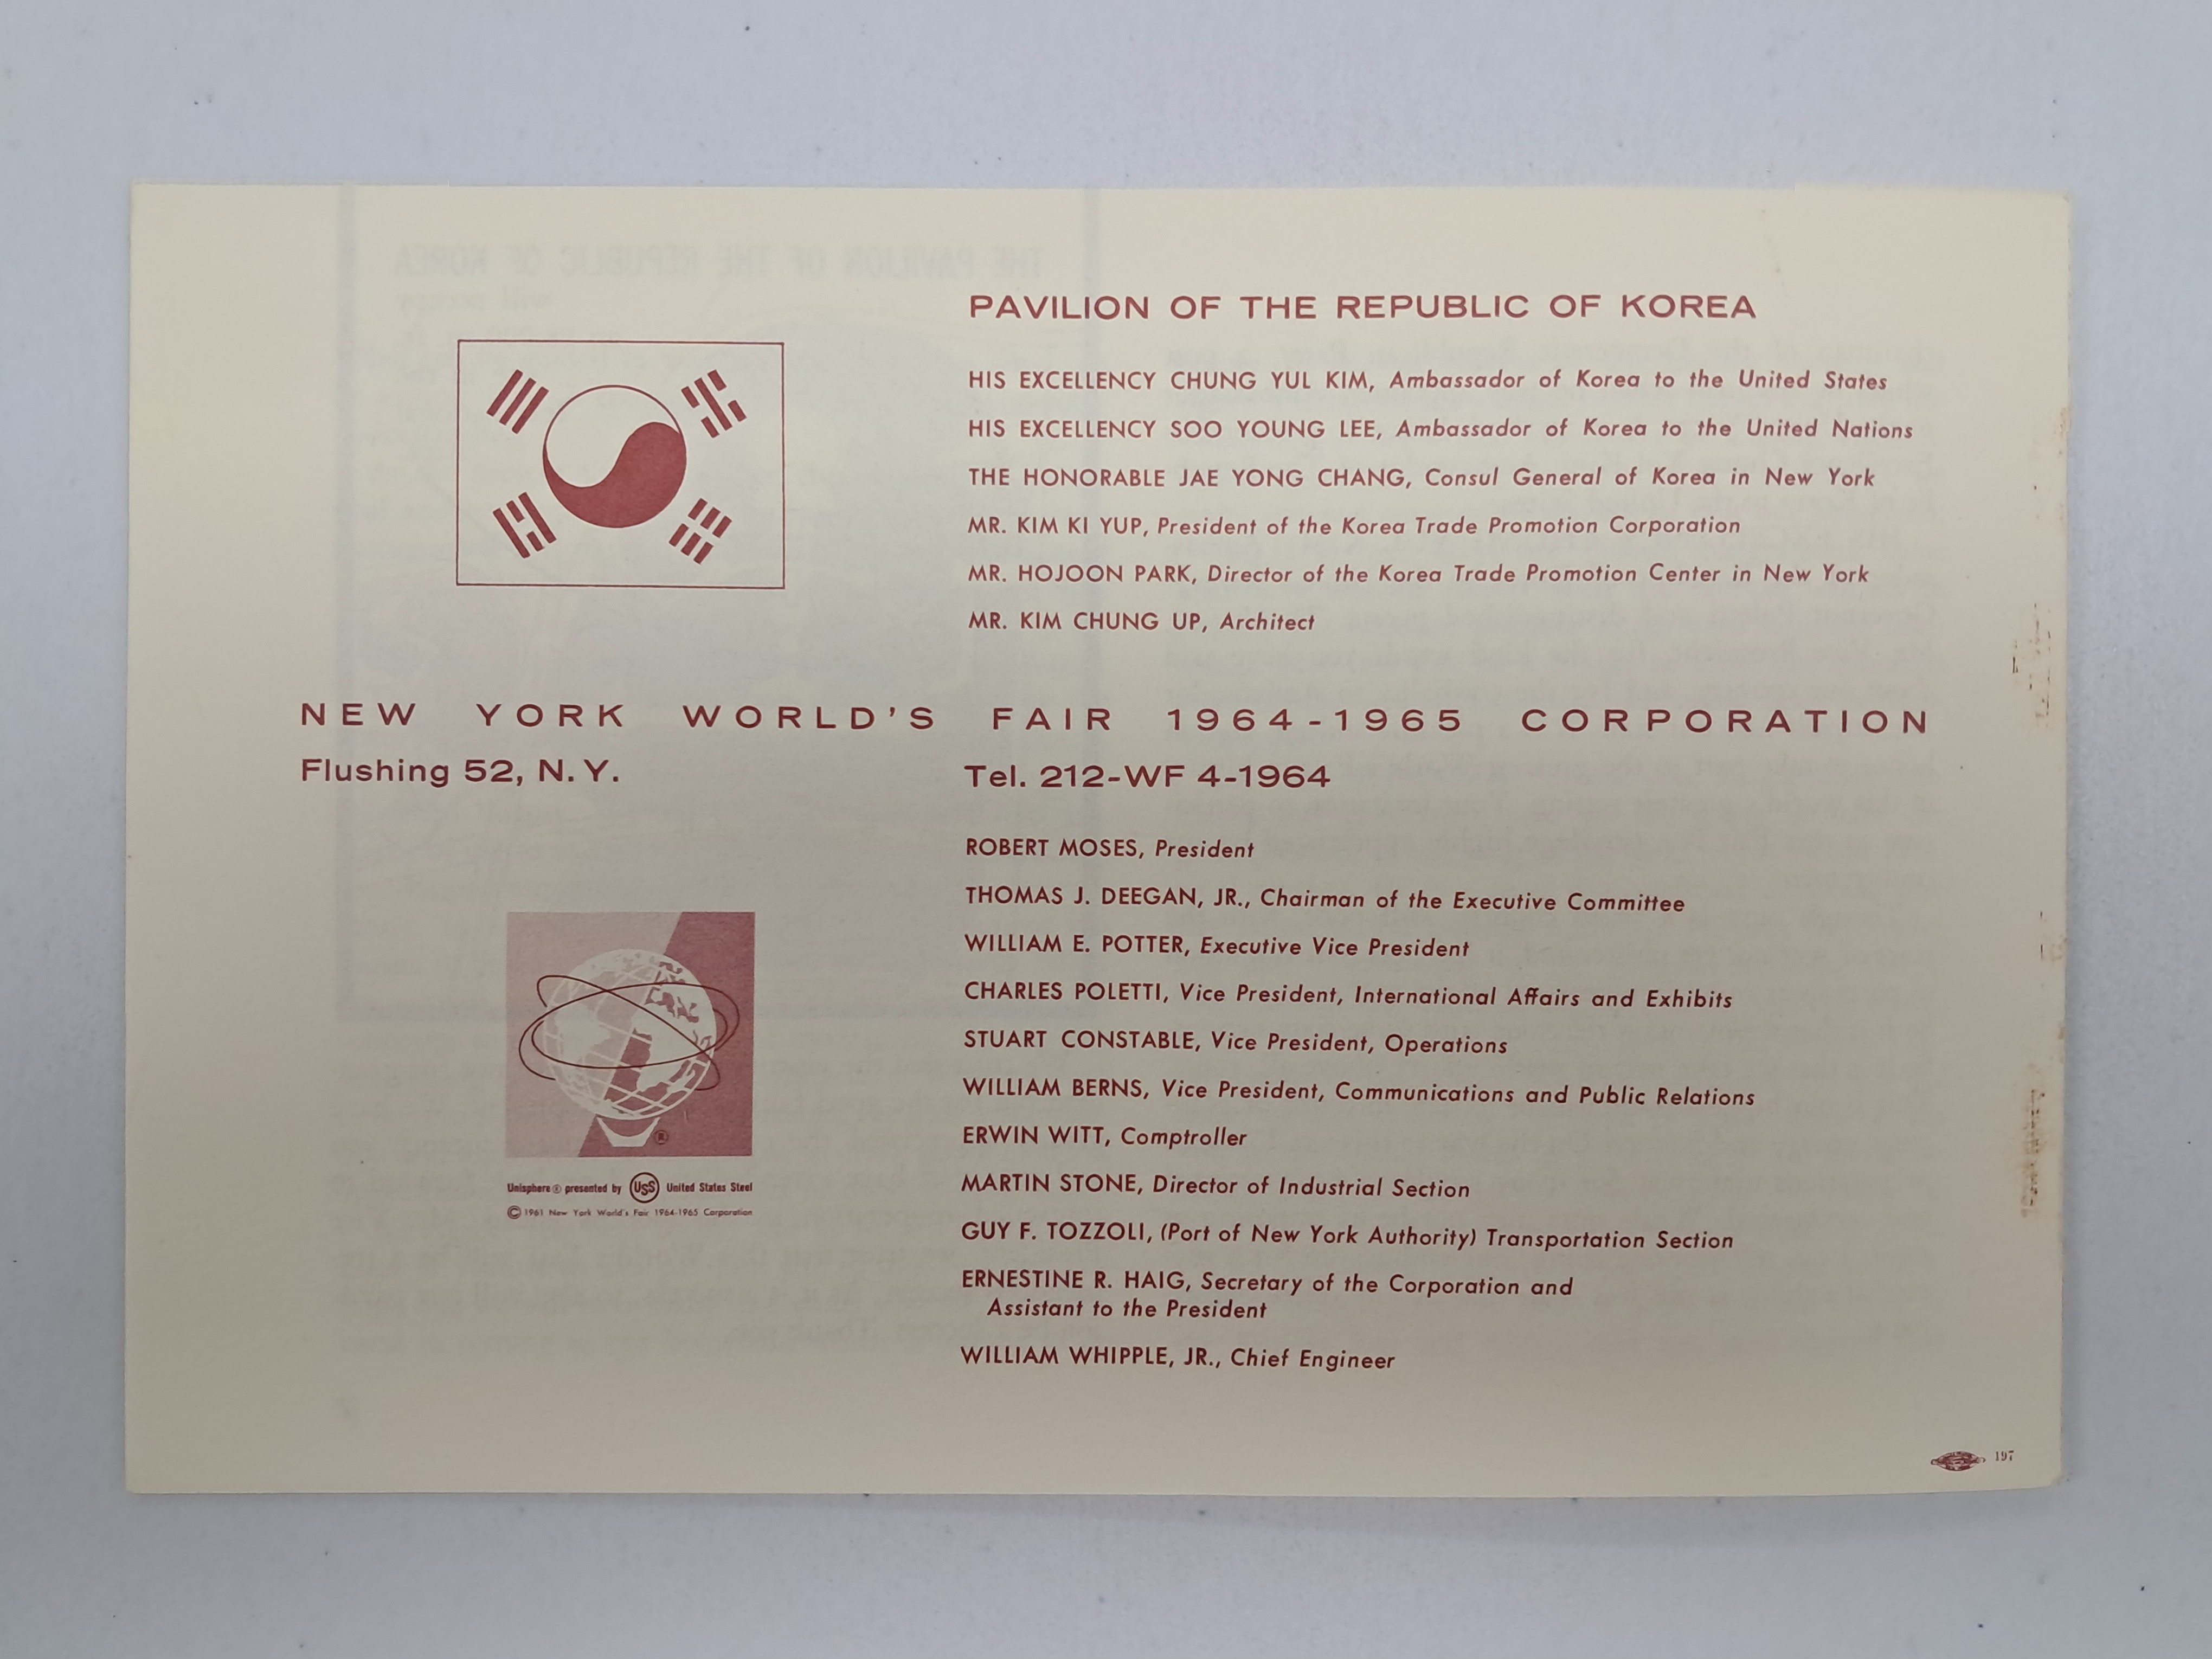 PAVILION OF THE REPUBLIC OF KOREA
HIS EXCELLENCY CHUNG YUL KIM, Ambassador of Korea to the United States
HIS EXCELLENCY SOO YOUNG LEE, Ambassador of Korea to the United Nations
THE HONORABLE JAE YONG CHANG, Consul General of Korea in New York
MR. KIM KI YUP, President of the Korea Trade Promotion Corporation
MR. HOJOON PARK, Director of the Korea Trade Promotion Center in New York
MR. KIM CHUNG UP, Architect
NEW YORK WORLD'S FAIR 1964-1965 CORPORATION
Flushing 52, N.Y.
Tel. 212-WF 4-1964
ROBERT MOSES, President
THOMAS J. DEEGAN, JR., Chairman of the Executive Committee
WILLIAM E. POTTER, Executive Vice President
CHARLES POLETTI, Vice President, International Affairs and Exhibits
STUART CONSTABLE, Vice President, Operations
WILLIAM BERNS, Vice President, Communications and Public Relations
ERWIN WITT, Comptroller
MARTIN STONE, Director of Industrial Section
GUY F. TOZZOLI, (Port of New York Authority) Transportation Section
ERNESTINE R. HAIG, Secretary of the Corporation and
Assistant to the President
WILLIAM WHIPPLE, JR., Chief Engineer
®
Unisphere ® presented by USS United States Steel
© 1961 New York World's Fair 1964-1965 Corporation
197